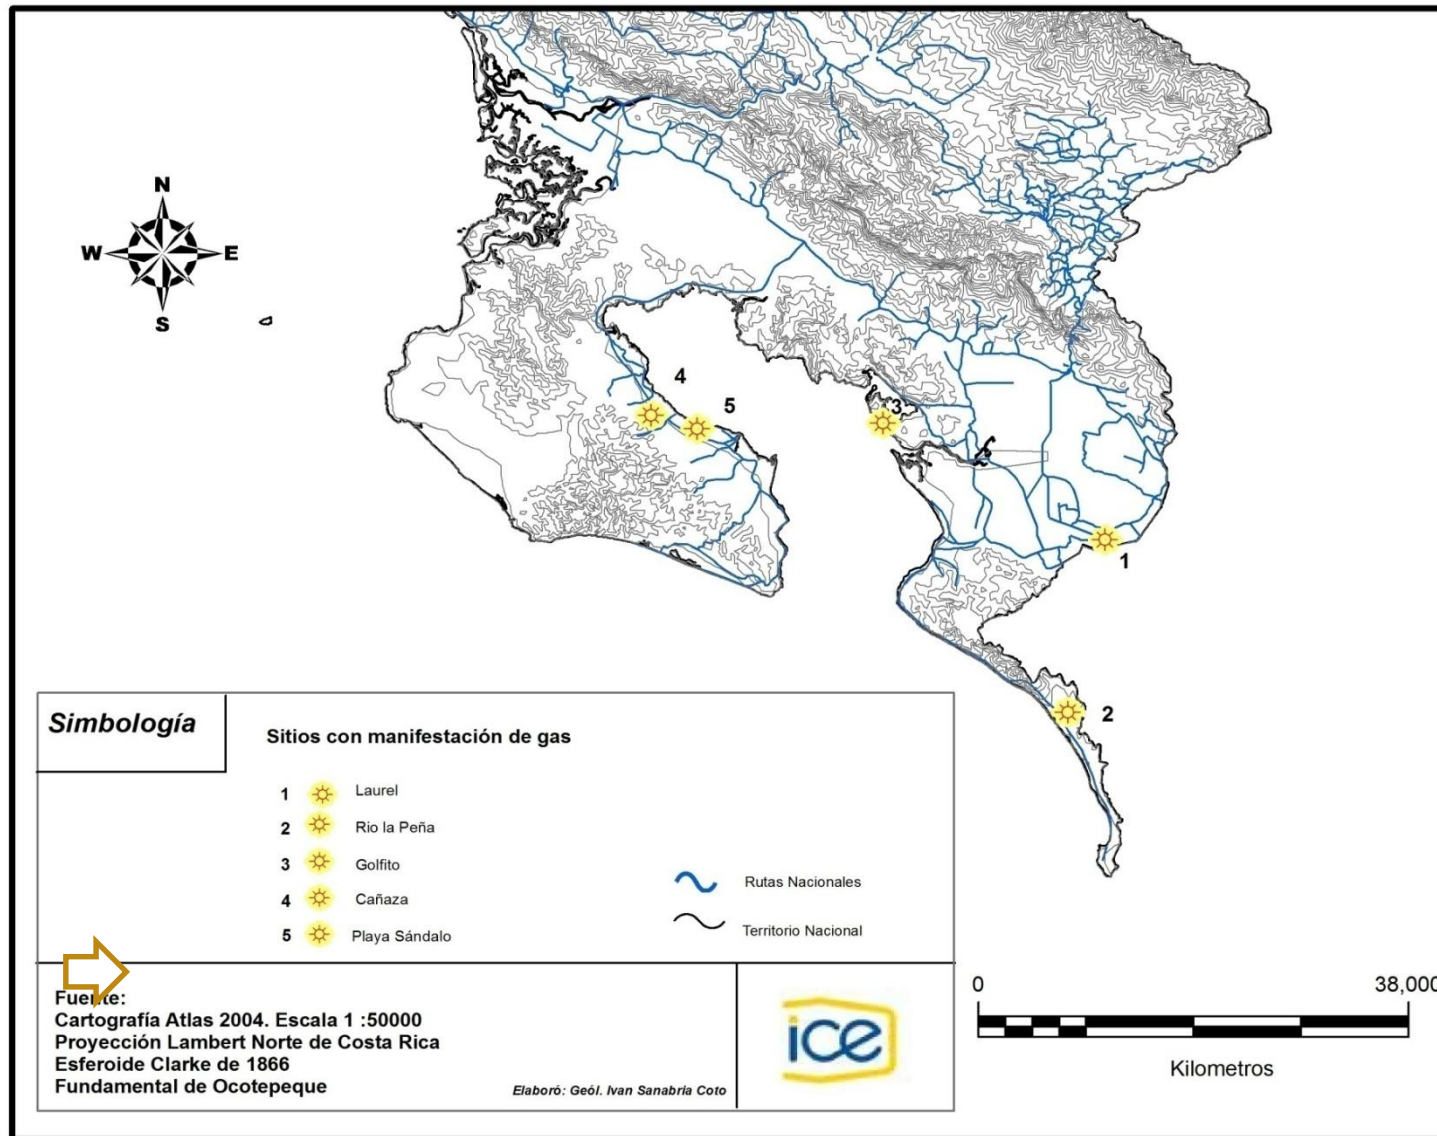 N
W E
S
4
5
3
1
2
Simbología
Sitios con manifestación de gas
1 Laurel
2 Rio la Peña
3 Golfito
4 Cañaza
5 Playa Sándalo
Rutas Nacionales
Territorio Nacional
Fuente:
Cartografía Atlas 2004. Escala 1 :50000
Proyección Lambert Norte de Costa Rica
Esferoide Clarke de 1866
Fundamental de Ocotepeque
Elaboró: Geól. Ivan Sanabria Coto
ice
0 38,000
Kilometros